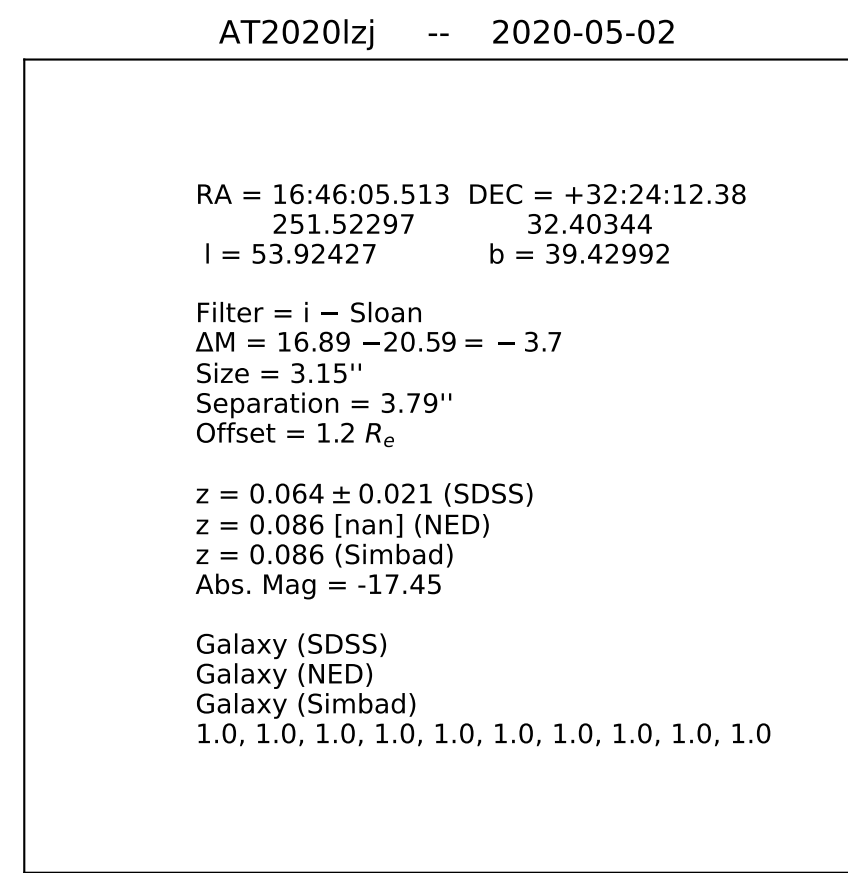 AT2020lzj -- 2020-05-02
RA = 16:46:05.513 DEC = +32:24:12.38
251.52297 32.40344
l = 53.92427 b = 39.42992
Filter = i − Sloan
ΔM = 16.89 −20.59 = − 3.7
Size = 3.15''
Separation = 3.79''
Offset = 1.2 Rₑ
z = 0.064 ± 0.021 (SDSS)
z = 0.086 [nan] (NED)
z = 0.086 (Simbad)
Abs. Mag = -17.45
Galaxy (SDSS)
Galaxy (NED)
Galaxy (Simbad)
1.0, 1.0, 1.0, 1.0, 1.0, 1.0, 1.0, 1.0, 1.0, 1.0